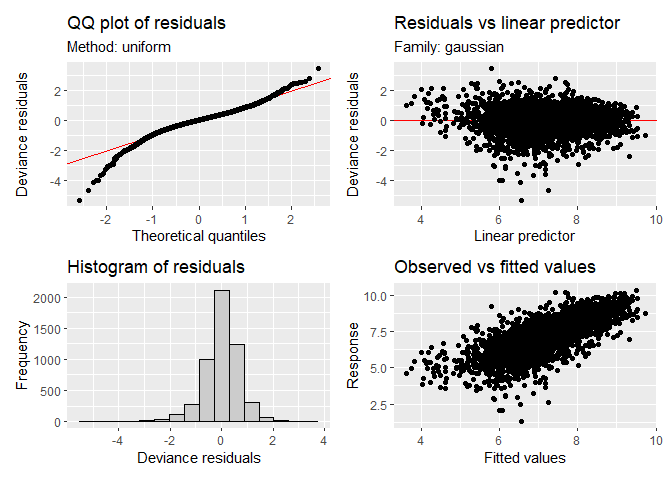 QQ plot of residuals
Method: uniform
Deviance residuals
2
0
-2
-4
-2
-1
0
1
2
Theoretical quantiles
Residuals vs linear predictor
Family: gaussian
Deviance residuals
2
0
-2
-4
4
6
8
10
Linear predictor
Histogram of residuals
Frequency
2000
1500
1000
500
0
-4
-2
0
2
4
Deviance residuals
Observed vs fitted values
Response
10.0
7.5
5.0
2.5
4
6
8
10
Fitted values